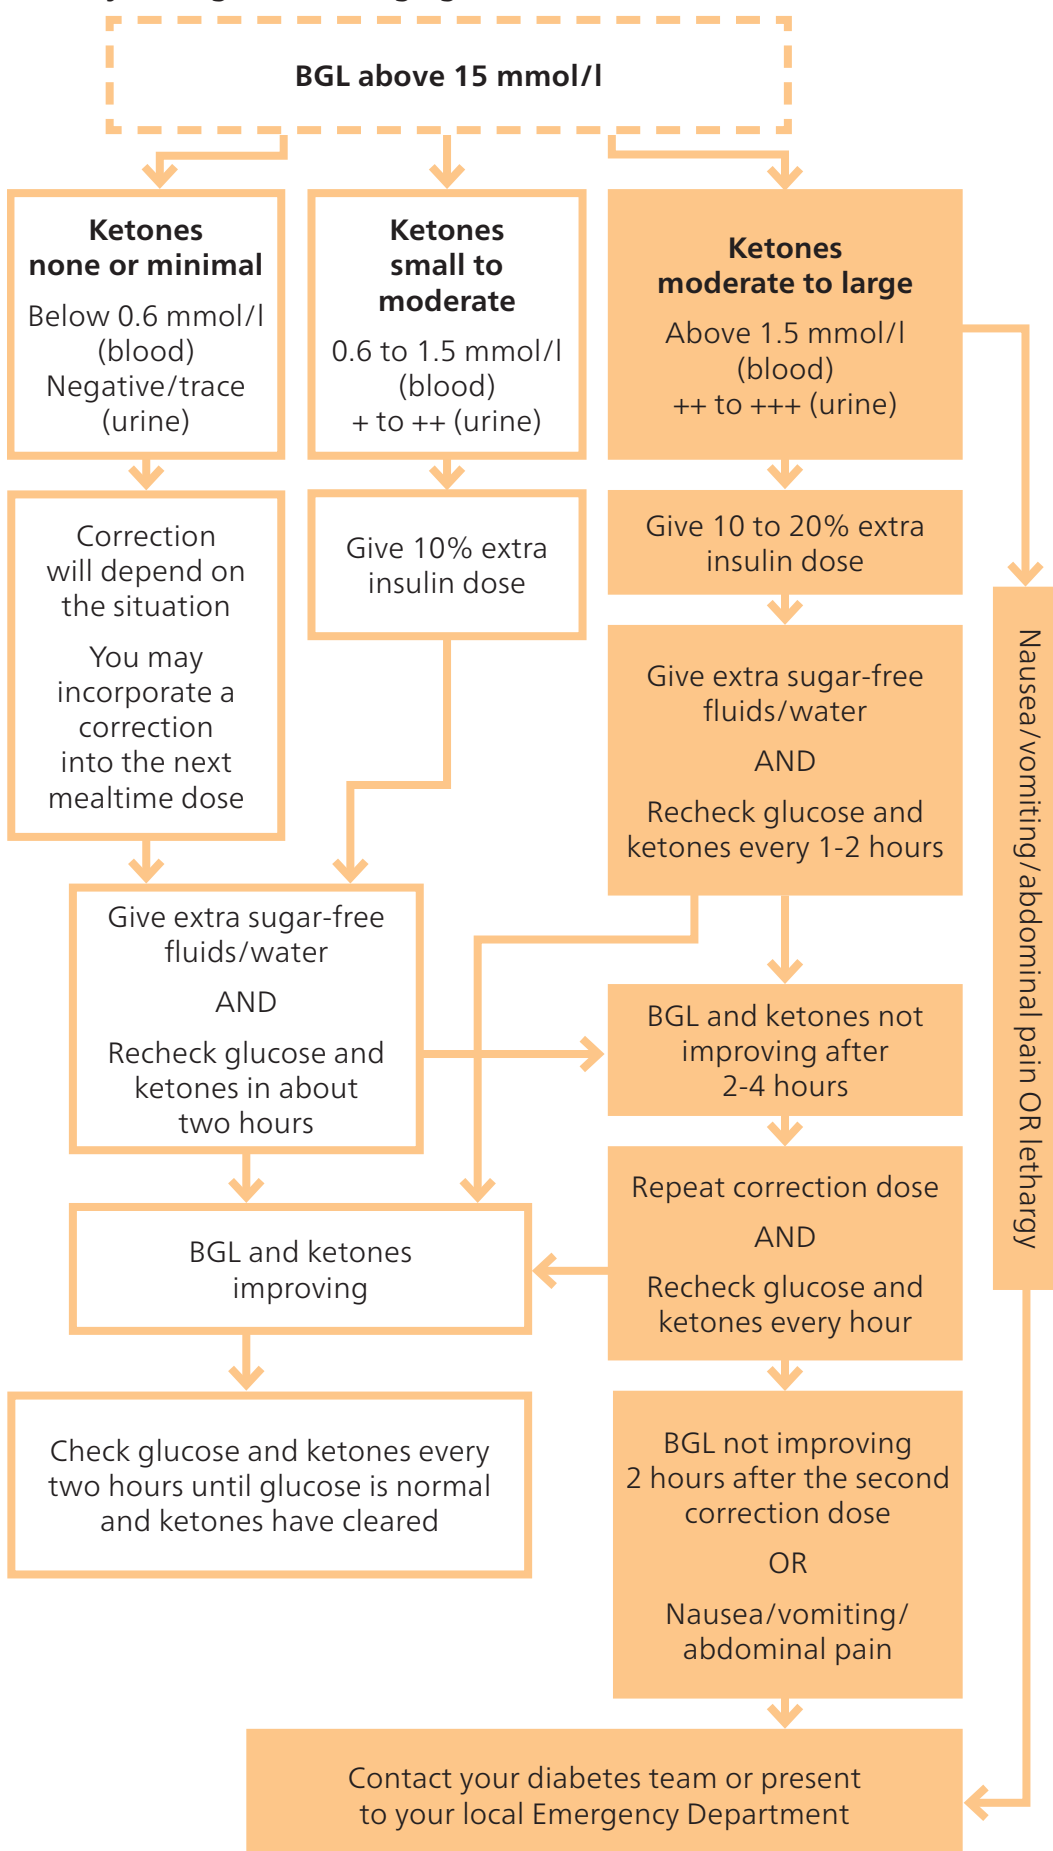 BGL above 15 mmol/l
Ketones
none or minimal
Below 0.6 mmol/l
(blood)
Negative/trace
(urine)
Ketones
small to
moderate
0.6 to 1.5 mmol/l
(blood)
+ to ++ (urine)
Ketones
moderate to large
Above 1.5 mmol/l
(blood)
++ to +++ (urine)
Correction
will depend on
the situation
You may
incorporate a
correction
into the next
mealtime dose
Give 10% extra
insulin dose
Give 10 to 20% extra
insulin dose
Give extra sugar-free
fluids/water
AND
Recheck glucose and
ketones every 1-2 hours
Nausea/vomiting/abdominal pain OR lethargy
Give extra sugar-free
fluids/water
AND
Recheck glucose and
ketones in about
two hours
BGL and ketones not
improving after
2-4 hours
Repeat correction dose
AND
Recheck glucose and
ketones every hour
BGL and ketones
improving
Check glucose and ketones every
two hours until glucose is normal
and ketones have cleared
BGL not improving
2 hours after the second
correction dose
OR
Nausea/vomiting/
abdominal pain
Contact your diabetes team or present
to your local Emergency Department